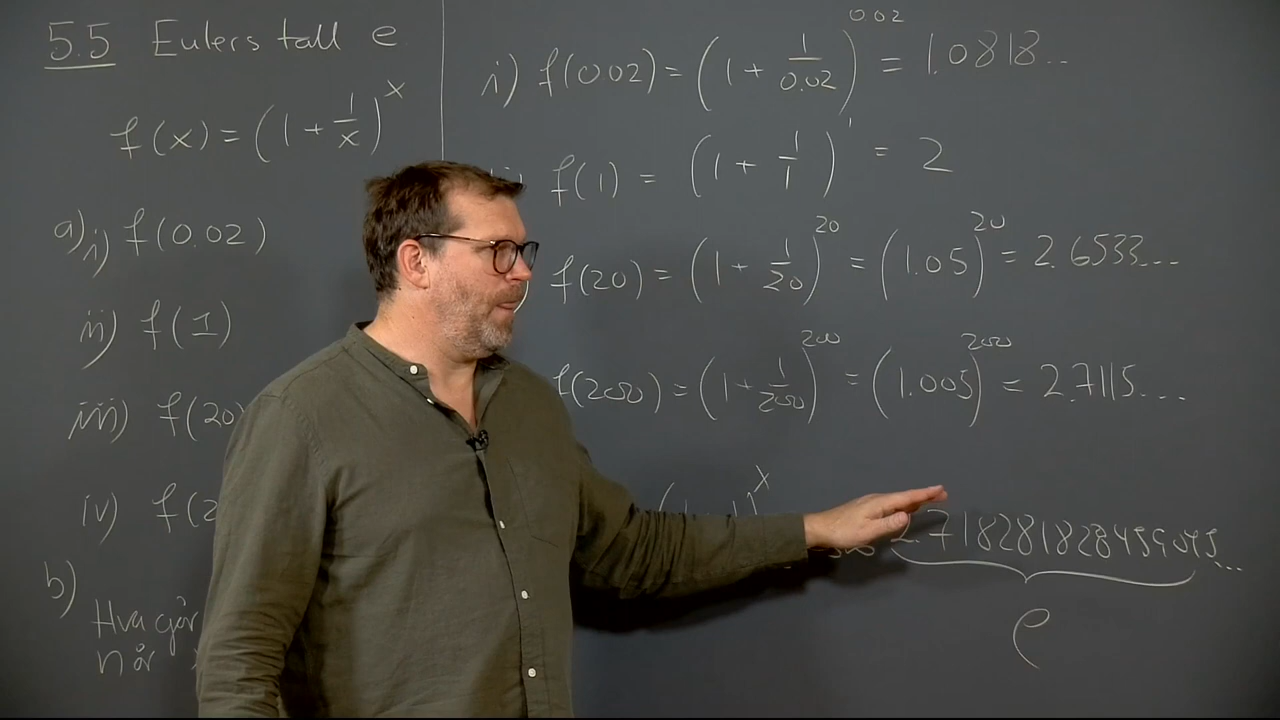 5.5 Eulers tall e
f(x) = (1 + 1/x)^x
a) i) f(0.02)
ii) f(1)
iii) f(20)
iv) f(2
b)
Hva går
når
i) f(0.02) = (1 + 1/0.02)^0.02 = 1.0818...
f(1) = (1 + 1/1)^1 = 2
f(20) = (1 + 1/20)^20 = (1.05)^20 = 2.6533...
f(200) = (1 + 1/200)^200 = (1.005)^200 = 2.7115...
x
2.718281828459045...
e